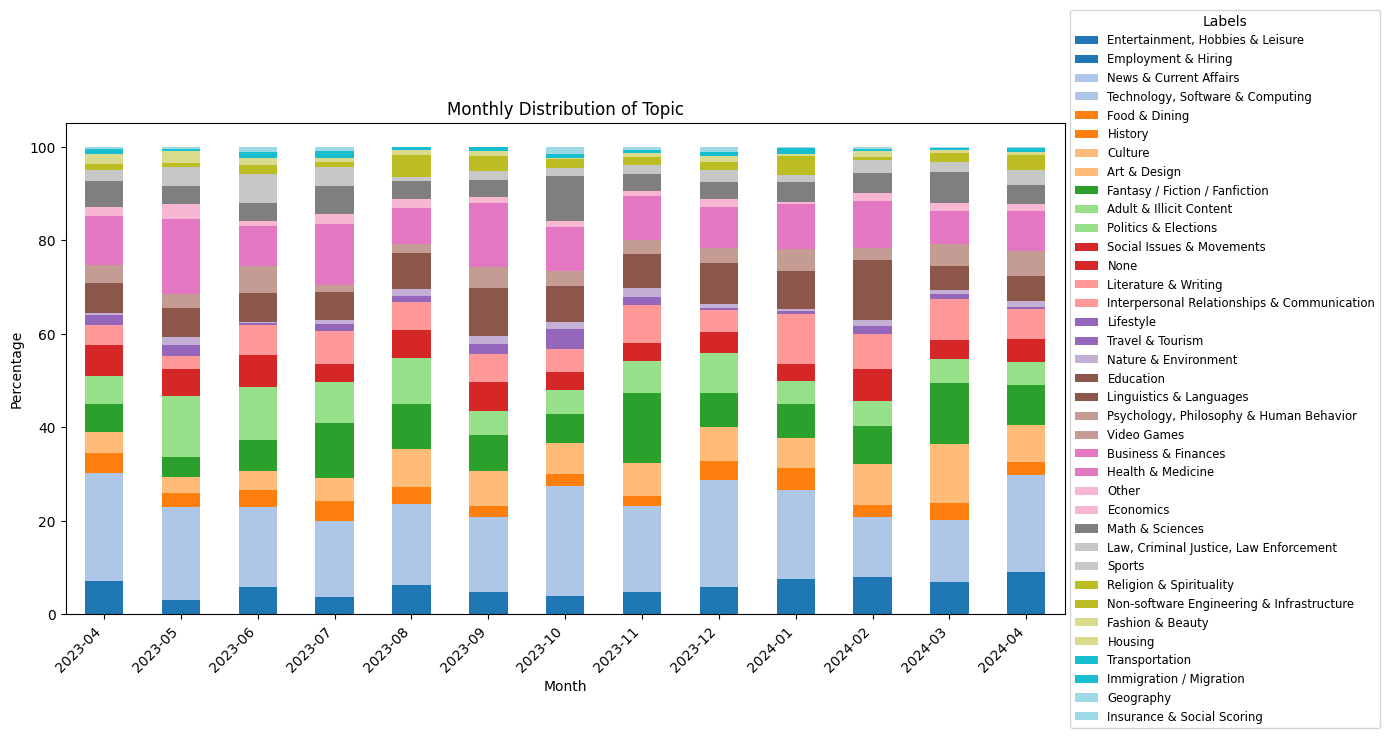 Monthly Distribution of Topic
Percentage
100
80
60
40
20
0
2023-04
2023-05
2023-06
2023-07
2023-08
2023-09
2023-10
2023-11
2023-12
2024-01
2024-02
2024-03
2024-04
Month
Labels
Entertainment, Hobbies & Leisure
Employment & Hiring
News & Current Affairs
Technology, Software & Computing
Food & Dining
History
Culture
Art & Design
Fantasy / Fiction / Fanfiction
Adult & Illicit Content
Politics & Elections
Social Issues & Movements
None
Literature & Writing
Interpersonal Relationships & Communication
Lifestyle
Travel & Tourism
Nature & Environment
Education
Linguistics & Languages
Psychology, Philosophy & Human Behavior
Video Games
Business & Finances
Health & Medicine
Other
Economics
Math & Sciences
Law, Criminal Justice, Law Enforcement
Sports
Religion & Spirituality
Non-software Engineering & Infrastructure
Fashion & Beauty
Housing
Transportation
Immigration / Migration
Geography
Insurance & Social Scoring